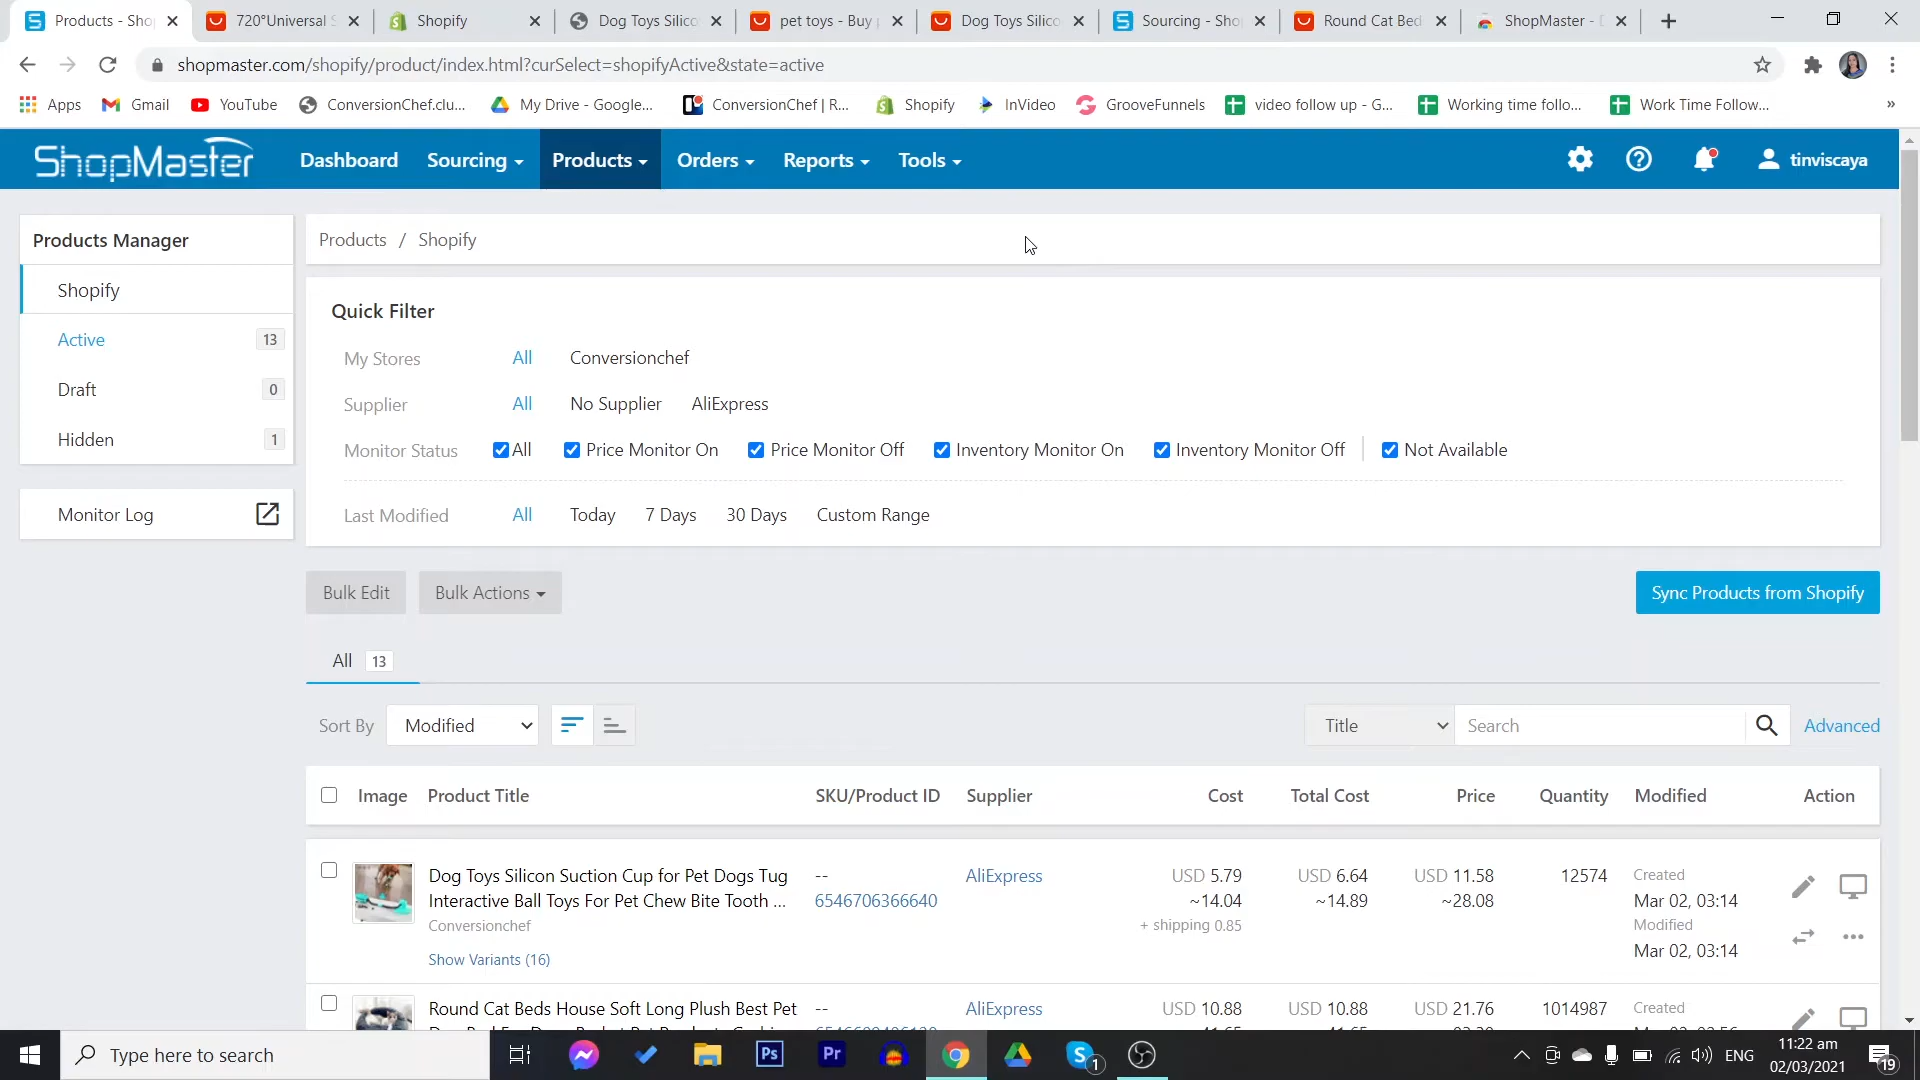 Products - Shop
720°Universal S
Shopify
Dog Toys Silico
pet toys - Buy p
Dog Toys Silico
Sourcing - Shop
Round Cat Bed
ShopMaster - D
shopmaster.com/shopify/product/index.html?curSelect=shopifyActive&state=active
Apps
Gmail
YouTube
ConversionChef.clu...
My Drive - Google...
ConversionChef | R...
Shopify
InVideo
GrooveFunnels
video follow up - G...
Working time follo...
Work Time Follow...
»
ShopMaster
Dashboard
Sourcing
Products
Orders
Reports
Tools
tinviscaya
Products Manager
Shopify
Active 13
Draft 0
Hidden 1
Monitor Log
Products / Shopify
Quick Filter
My Stores All Conversionchef
Supplier All No Supplier AliExpress
Monitor Status All Price Monitor On Price Monitor Off Inventory Monitor On Inventory Monitor Off Not Available
Last Modified All Today 7 Days 30 Days Custom Range
Bulk Edit Bulk Actions Sync Products from Shopify
All 13
Sort By Modified Title Search Advanced
Image Product Title SKU/Product ID Supplier Cost Total Cost Price Quantity Modified Action
Dog Toys Silicon Suction Cup for Pet Dogs Tug
Interactive Ball Toys For Pet Chew Bite Tooth ...
Conversionchef
Show Variants (16)
--
6546706366640
AliExpress
USD 5.79
~14.04
+ shipping 0.85
USD 6.64
~14.89
USD 11.58
~28.08
12574
Created
Mar 02, 03:14
Modified
Mar 02, 03:14
Round Cat Beds House Soft Long Plush Best Pet
--
AliExpress
USD 10.88
USD 10.88
USD 21.76
1014987
Created
Type here to search
Ps
Pr
1
ENG
11:22 am
02/03/2021
19